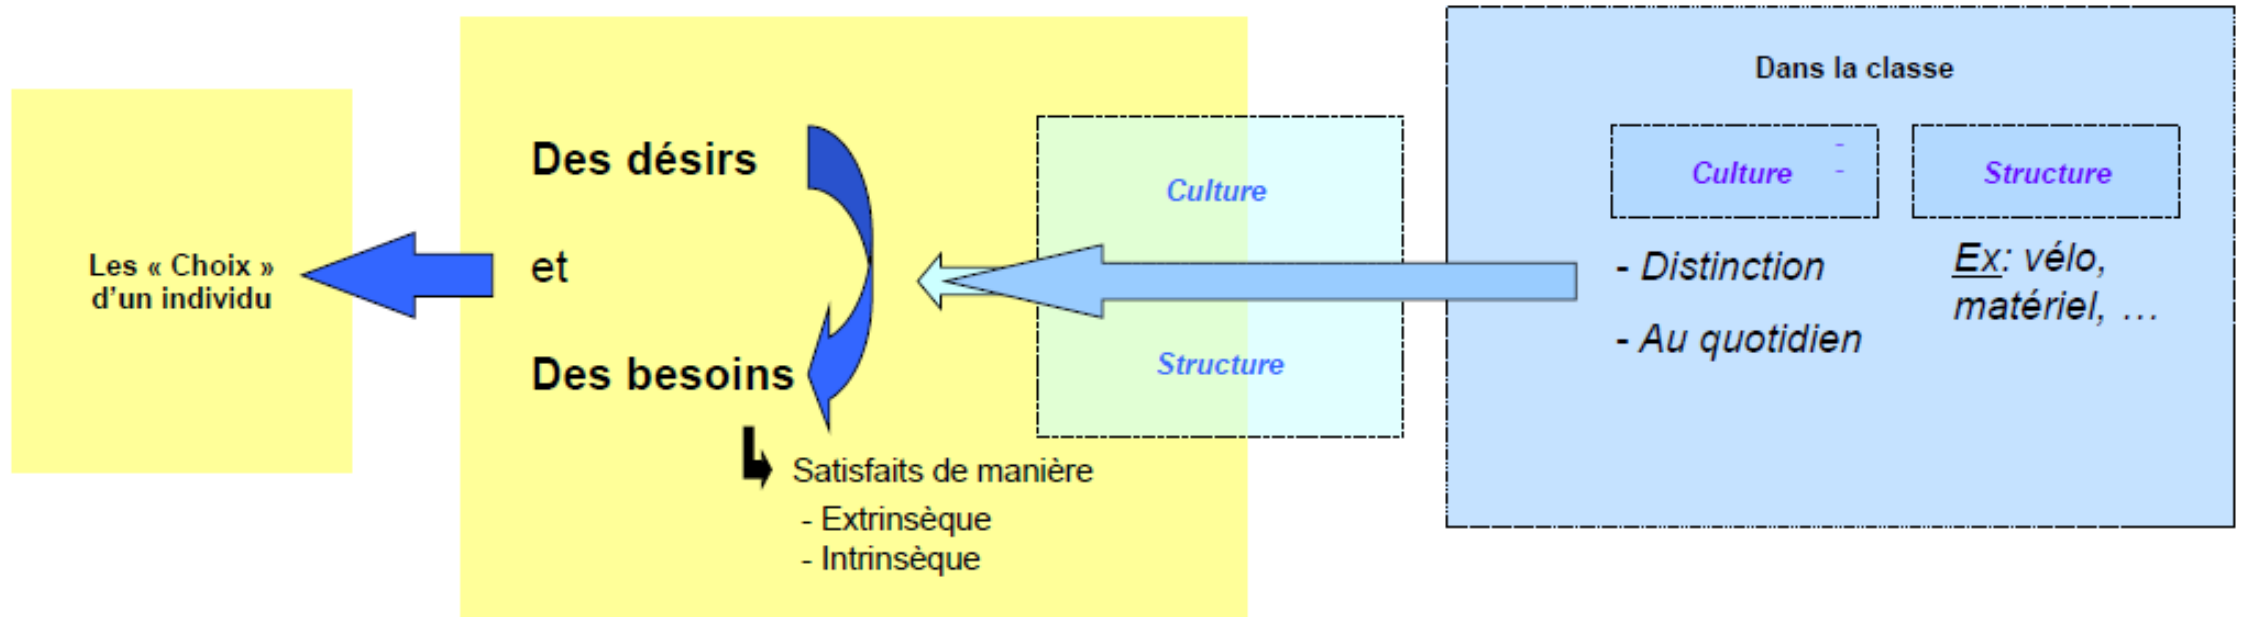 Les « Choix »
d'un individu
Des désirs
et
Des besoins
Satisfaits de manière
- Extrinsèque
- Intrinsèque
Culture
Structure
Dans la classe
Culture
-
-
Structure
- Distinction
- Au quotidien
Ex: vélo,
matériel, …